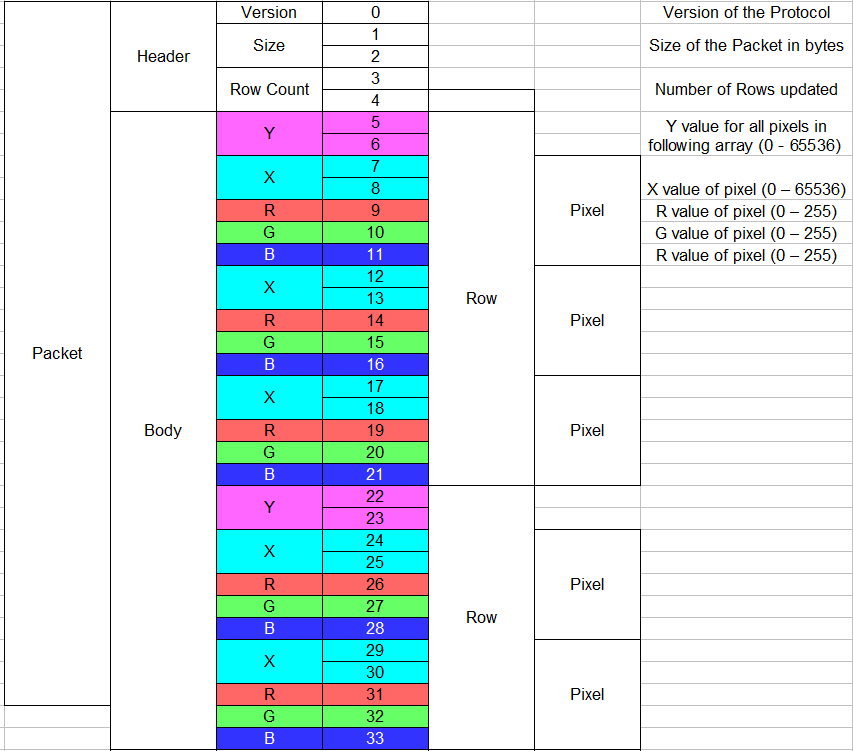 Version 0 Version of the Protocol
1
Size Size of the Packet in bytes
Header 2
3
Row Count Number of Rows updated
4
5
Y Y value for all pixels in
6 following array (0 - 65536)
7
X
8 X value of pixel (0 – 65536)
R 9 Pixel R value of pixel (0 – 255)
G 10 G value of pixel (0 – 255)
B 11 R value of pixel (0 – 255)
12
X
13 Row
R 14 Pixel
G 15
Packet
B 16
17
X
18
Body R 19 Pixel
G 20
B 21
22
Y
23
24
X
25
R 26 Pixel
G 27
Row
B 28
29
X
30
R 31 Pixel
G 32
B 33